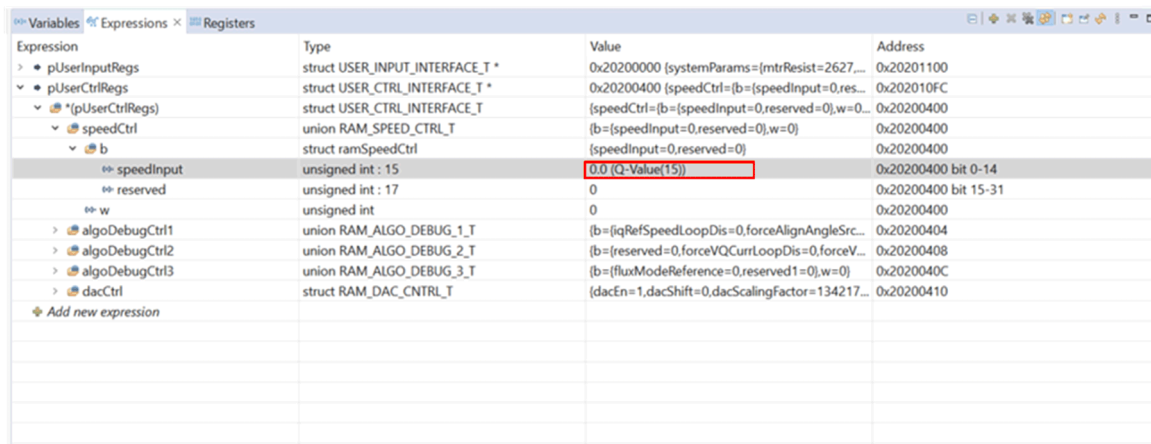 Variables Expressions Registers
Expression Type Value Address
pUserInputRegs struct USER_INPUT_INTERFACE_T * 0x20200000 {systemParams={mtrResist=2627,... 0x20201100
pUserCtrlRegs struct USER_CTRL_INTERFACE_T * 0x20200400 {speedCtrl={b={speedInput=0,res... 0x202010FC
*(pUserCtrlRegs) struct USER_CTRL_INTERFACE_T {speedCtrl={b={speedInput=0,reserved=0},w=0... 0x20200400
speedCtrl union RAM_SPEED_CTRL_T {b={speedInput=0,reserved=0},w=0} 0x20200400
b struct ramSpeedCtrl {speedInput=0,reserved=0} 0x20200400
speedInput unsigned int : 15 0.0 (Q-Value(15)) 0x20200400 bit 0-14
reserved unsigned int : 17 0 0x20200400 bit 15-31
w unsigned int 0 0x20200400
algoDebugCtrl1 union RAM_ALGO_DEBUG_1_T {b={iqRefSpeedLoopDis=0,forceAlignAngleSrc... 0x20200404
algoDebugCtrl2 union RAM_ALGO_DEBUG_2_T {b={reserved=0,forceVQCurrLoopDis=0,forceV... 0x20200408
algoDebugCtrl3 union RAM_ALGO_DEBUG_3_T {b={fluxModeReference=0,reserved1=0},w=0} 0x2020040C
dacCtrl struct RAM_DAC_CNTRL_T {dacEn=1,dacShift=0,dacScalingFactor=134217... 0x20200410
Add new expression